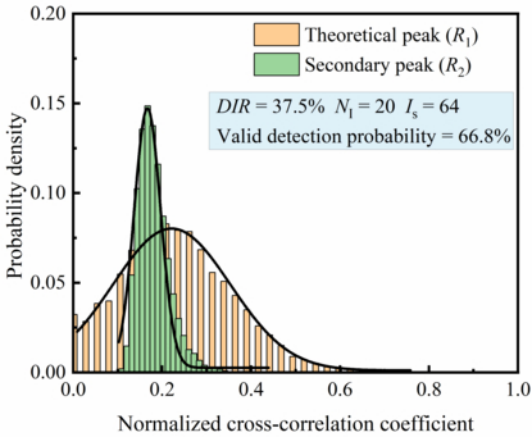 0.20
0.15
0.10
0.05
0.00
Probability density
Theoretical peak (R₁)
Secondary peak (R₂)
DIR = 37.5% N₁ = 20 Iₛ = 64
Valid detection probability = 66.8%
0.0 0.2 0.4 0.6 0.8 1.0
Normalized cross-correlation coefficient